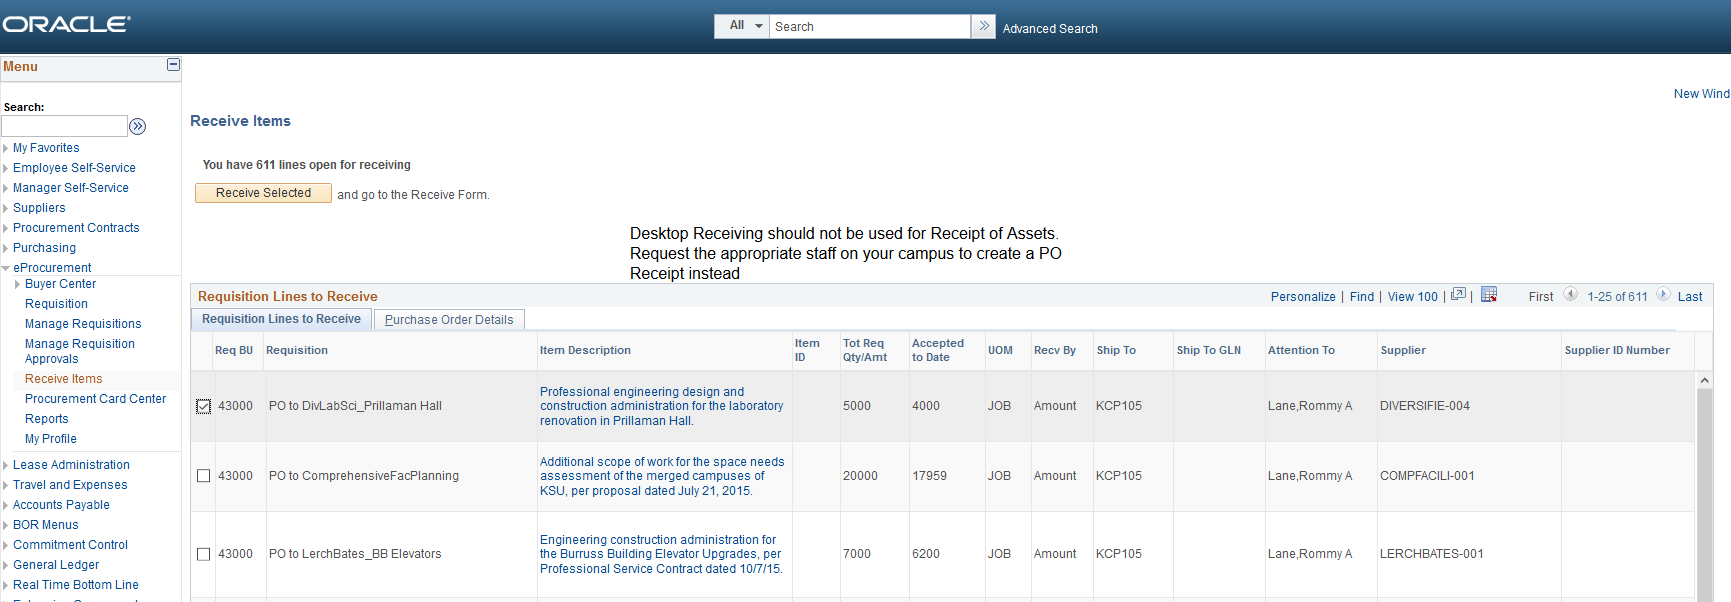 ORACLE®
All
Search
Advanced Search
Menu
New Wind
Search:
My Favorites
Employee Self-Service
Manager Self-Service
Suppliers
Procurement Contracts
Purchasing
eProcurement
Buyer Center
Requisition
Manage Requisitions
Manage Requisition
Approvals
Receive Items
Procurement Card Center
Reports
My Profile
Lease Administration
Travel and Expenses
Accounts Payable
BOR Menus
Commitment Control
General Ledger
Real Time Bottom Line
Receive Items
You have 611 lines open for receiving
Receive Selected and go to the Receive Form.
Desktop Receiving should not be used for Receipt of Assets.
Request the appropriate staff on your campus to create a PO
Receipt instead
Requisition Lines to Receive
Personalize | Find | View 100 | | First 1-25 of 611 Last
Requisition Lines to Receive
Purchase Order Details
Req BU
Requisition
Item Description
Item
ID
Tot Req
Qty/Amt
Accepted
to Date
UOM
Recv By
Ship To
Ship To GLN
Attention To
Supplier
Supplier ID Number
43000
PO to DivLabSci_Prillaman Hall
Professional engineering design and
construction administration for the laboratory
renovation in Prillaman Hall.
5000
4000
JOB
Amount
KCP105
Lane,Rommy A
DIVERSIFIE-004
43000
PO to ComprehensiveFacPlanning
Additional scope of work for the space needs
assessment of the merged campuses of
KSU, per proposal dated July 21, 2015.
20000
17959
JOB
Amount
KCP105
Lane,Rommy A
COMPFACILI-001
43000
PO to LerchBates_BB Elevators
Engineering construction administration for
the Burruss Building Elevator Upgrades, per
Professional Service Contract dated 10/7/15.
7000
6200
JOB
Amount
KCP105
Lane,Rommy A
LERCHBATES-001